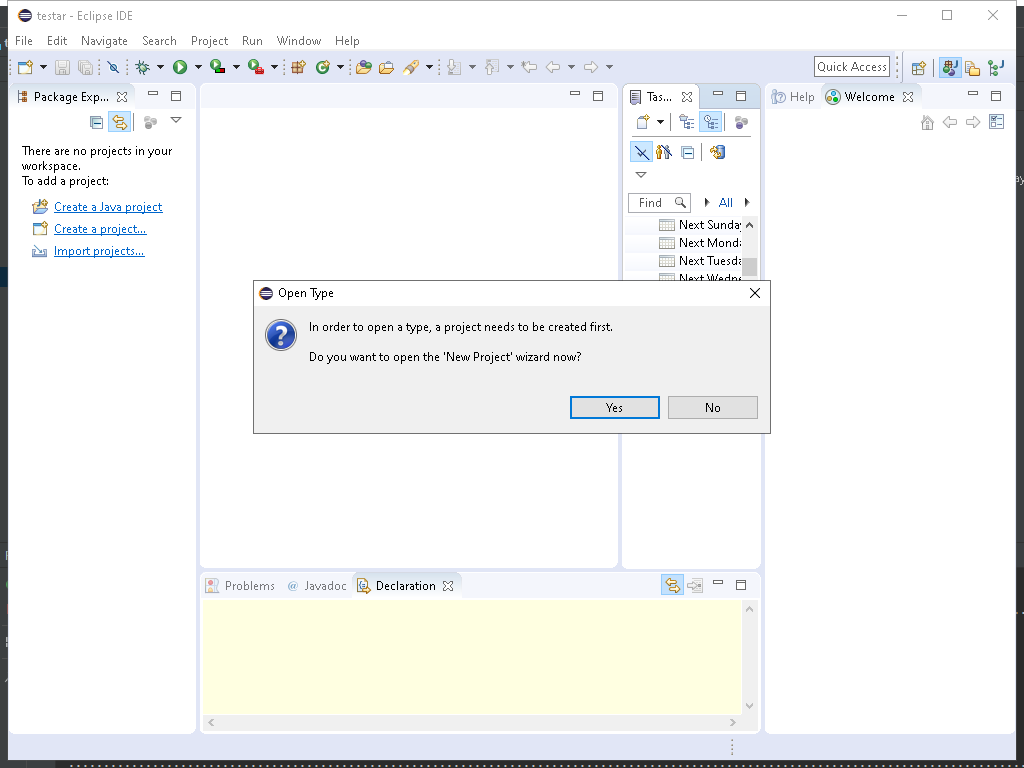 testar - Eclipse IDE
File Edit Navigate Search Project Run Window Help
Quick Access
Package Exp...
Tas...
Help
Welcome
There are no projects in your
workspace.
To add a project:
Create a Java project
Create a project...
Import projects...
Find
All
Next Sunday
Next Monda
Next Tuesda
Next Wedne
Open Type
In order to open a type, a project needs to be created first.
Do you want to open the 'New Project' wizard now?
Yes
No
Problems
@ Javadoc
Declaration